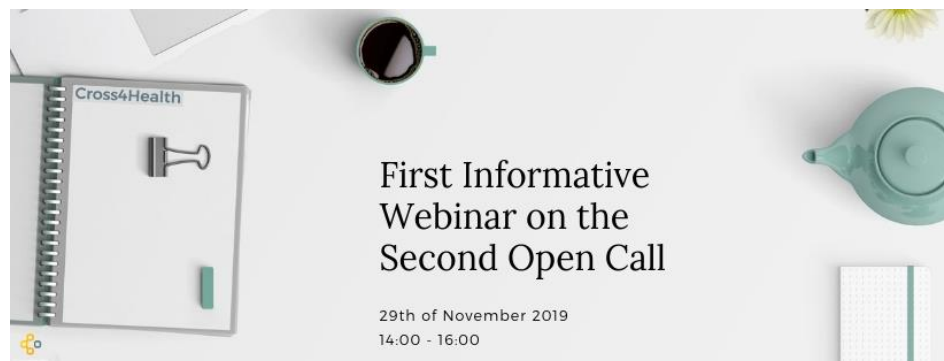 Cross4Health
First Informative
Webinar on the
Second Open Call
29th of November 2019
14:00 - 16:00